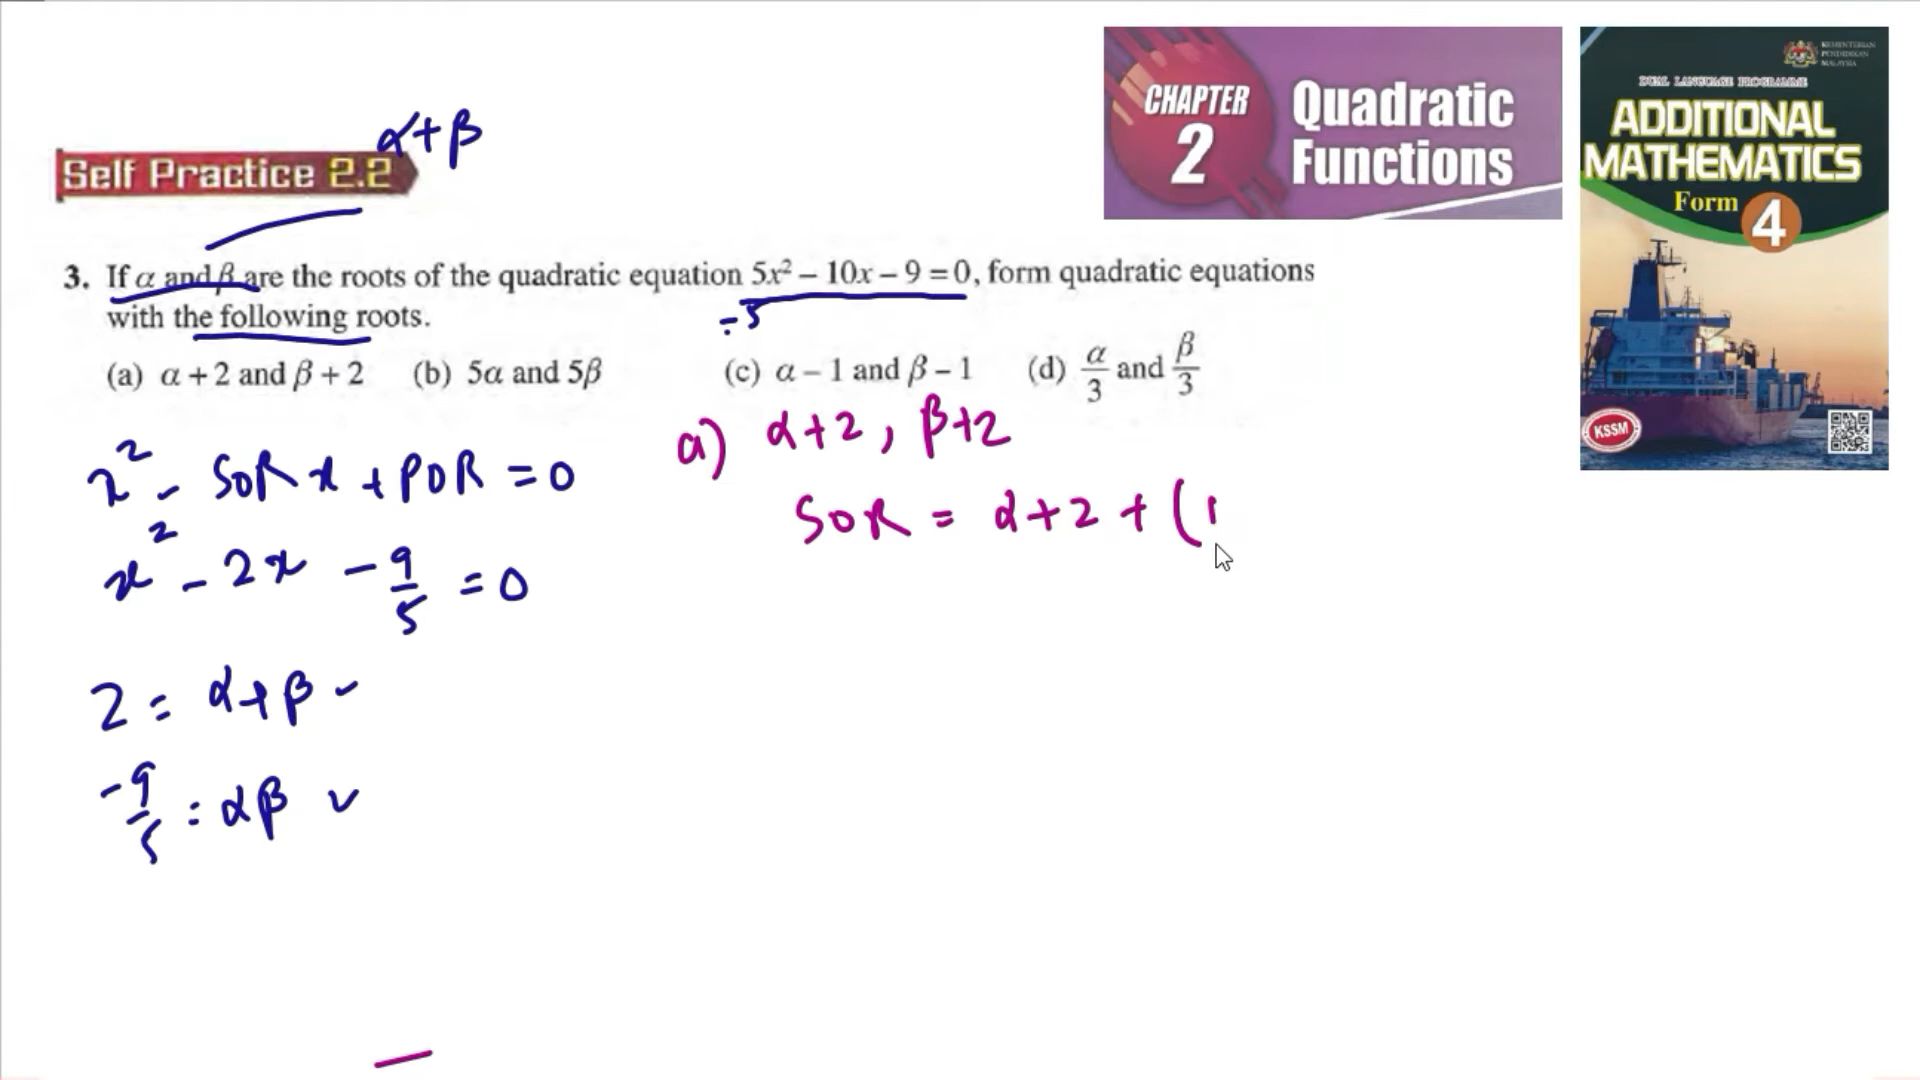 CHAPTER
2
Quadratic
Functions
KEMENTERIAN
PENDIDIKAN
MALAYSIA
DUAL LANGUAGE PROGRAMME
ADDITIONAL
MATHEMATICS
Form 4
KSSM
α+β
Self Practice 2.2
3. If α and β are the roots of the quadratic equation 5x² – 10x – 9 = 0, form quadratic equations
with the following roots.
÷5
(a) α + 2 and β + 2 (b) 5α and 5β (c) α – 1 and β – 1 (d) α/3 and β/3
x² - SOR x + POR = 0
x² - 2x - 9/5 = 0
2 = α+β
-9/5 = αβ
a) α+2, β+2
SOR = α+2 + (